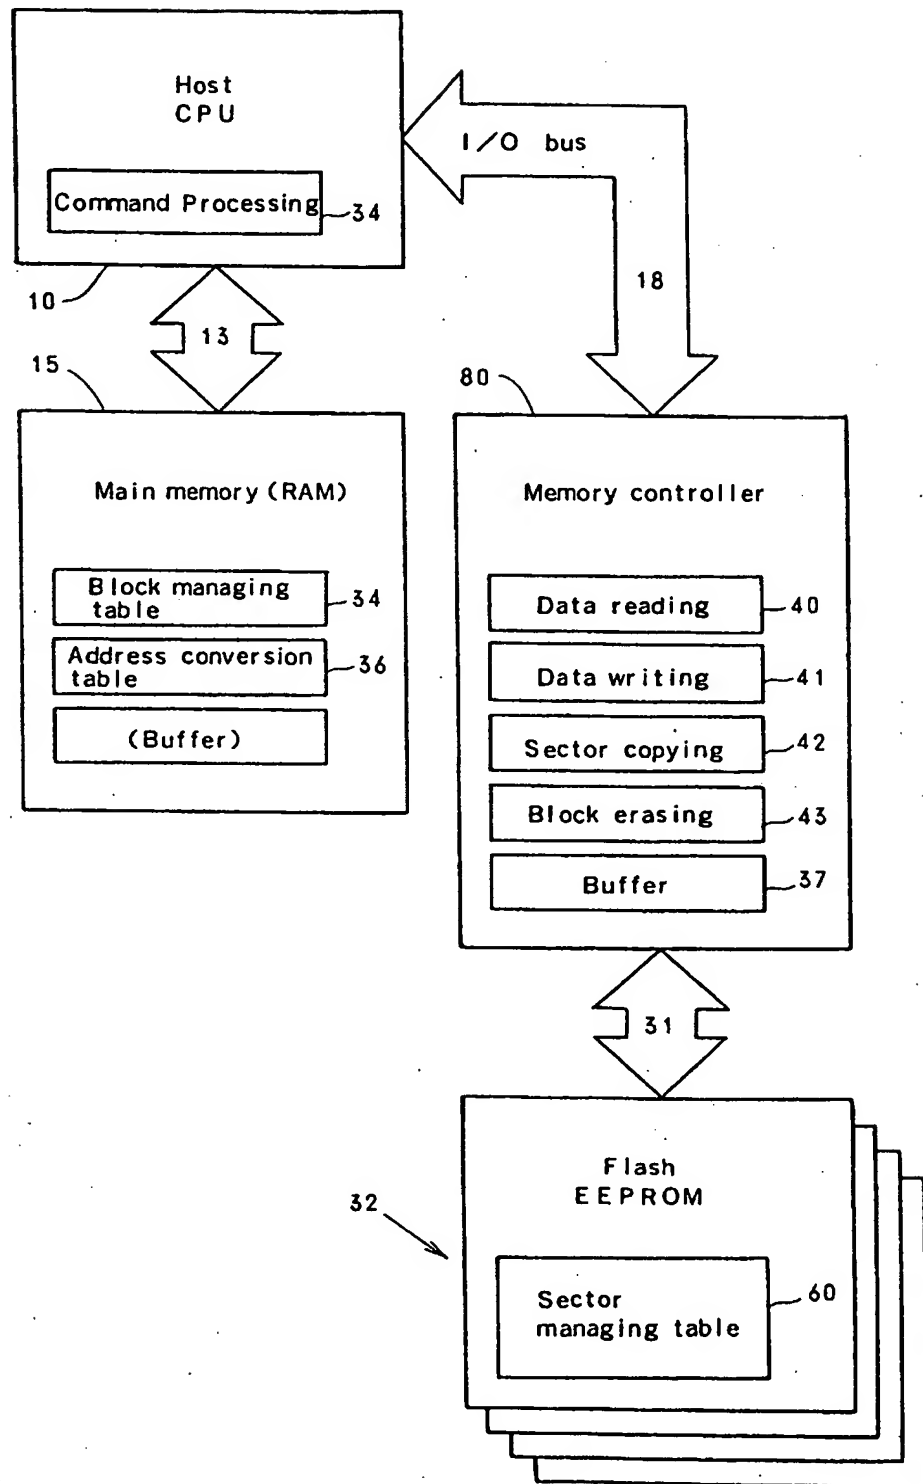 Host
CPU
I/O bus
Command Processing
34
10
13
18
15
80
Main memory (RAM)
Memory controller
Block managing
table
34
Address conversion
table
36
(Buffer)
Data reading
40
Data writing
41
Sector copying
42
Block erasing
43
Buffer
37
31
Flash
EEPROM
32
Sector
managing table
60